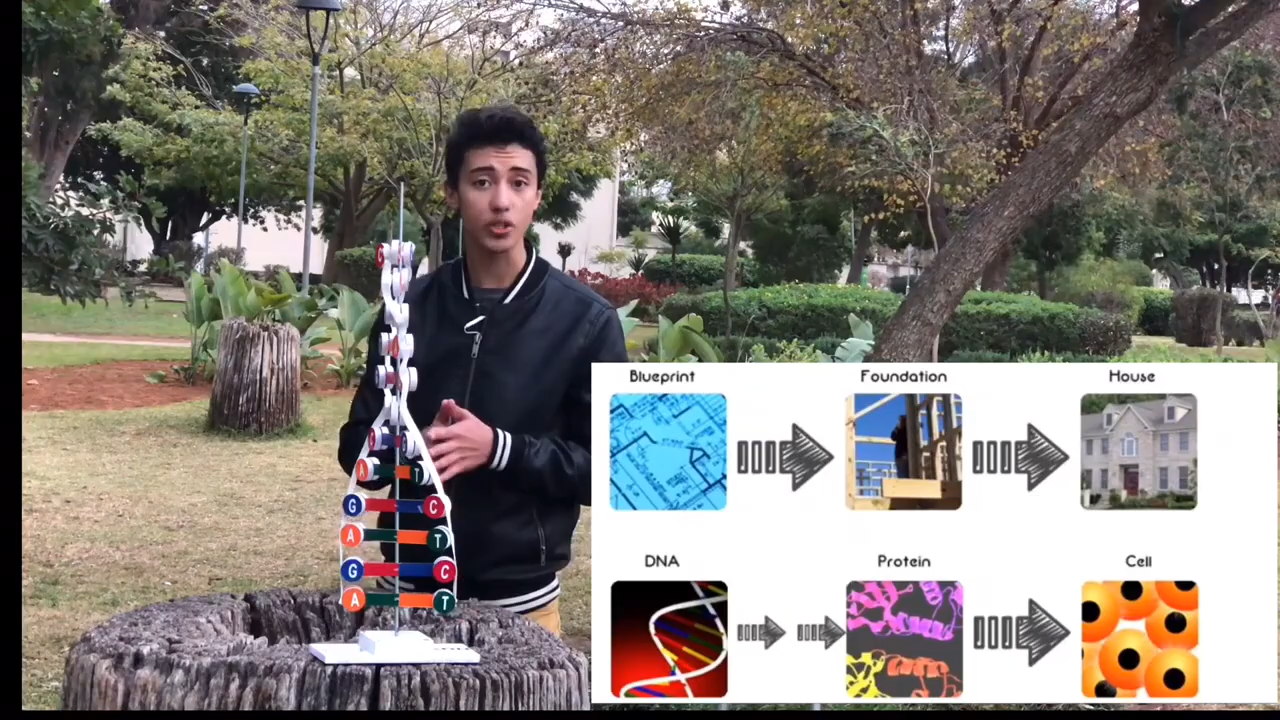 Blueprint Foundation House
DNA Protein Cell
G
A T
G C
A T
G C
A T